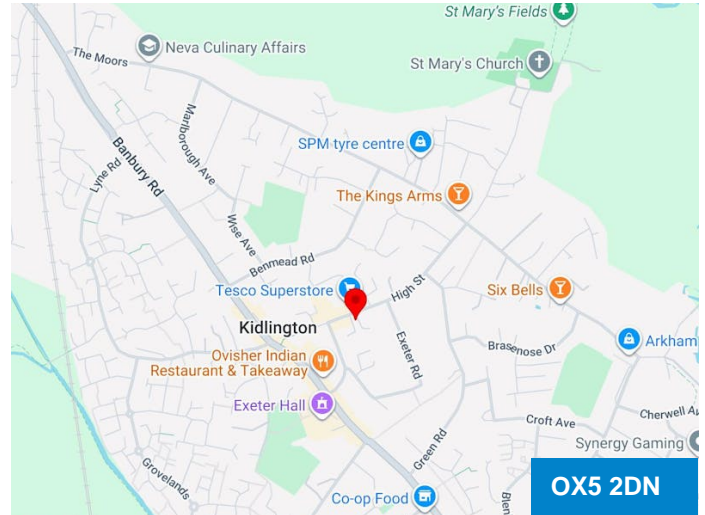 St Mary's Fields
Neva Culinary Affairs
The Moors
St Mary's Church
Marlborough Ave
Banbury Rd
Lyne Rd
SPM tyre centre
The Kings Arms
Wise Ave
Benmead Rd
Tesco Superstore
High St
Six Bells
Kidlington
Exeter Rd
Brasenose Dr
Arkham
Ovisher Indian
Restaurant & Takeaway
Exeter Hall
Croft Ave
Cherwell A
Green Rd
Synergy Gaming
Grovelands
Co-op Food
Blen
OX5 2DN